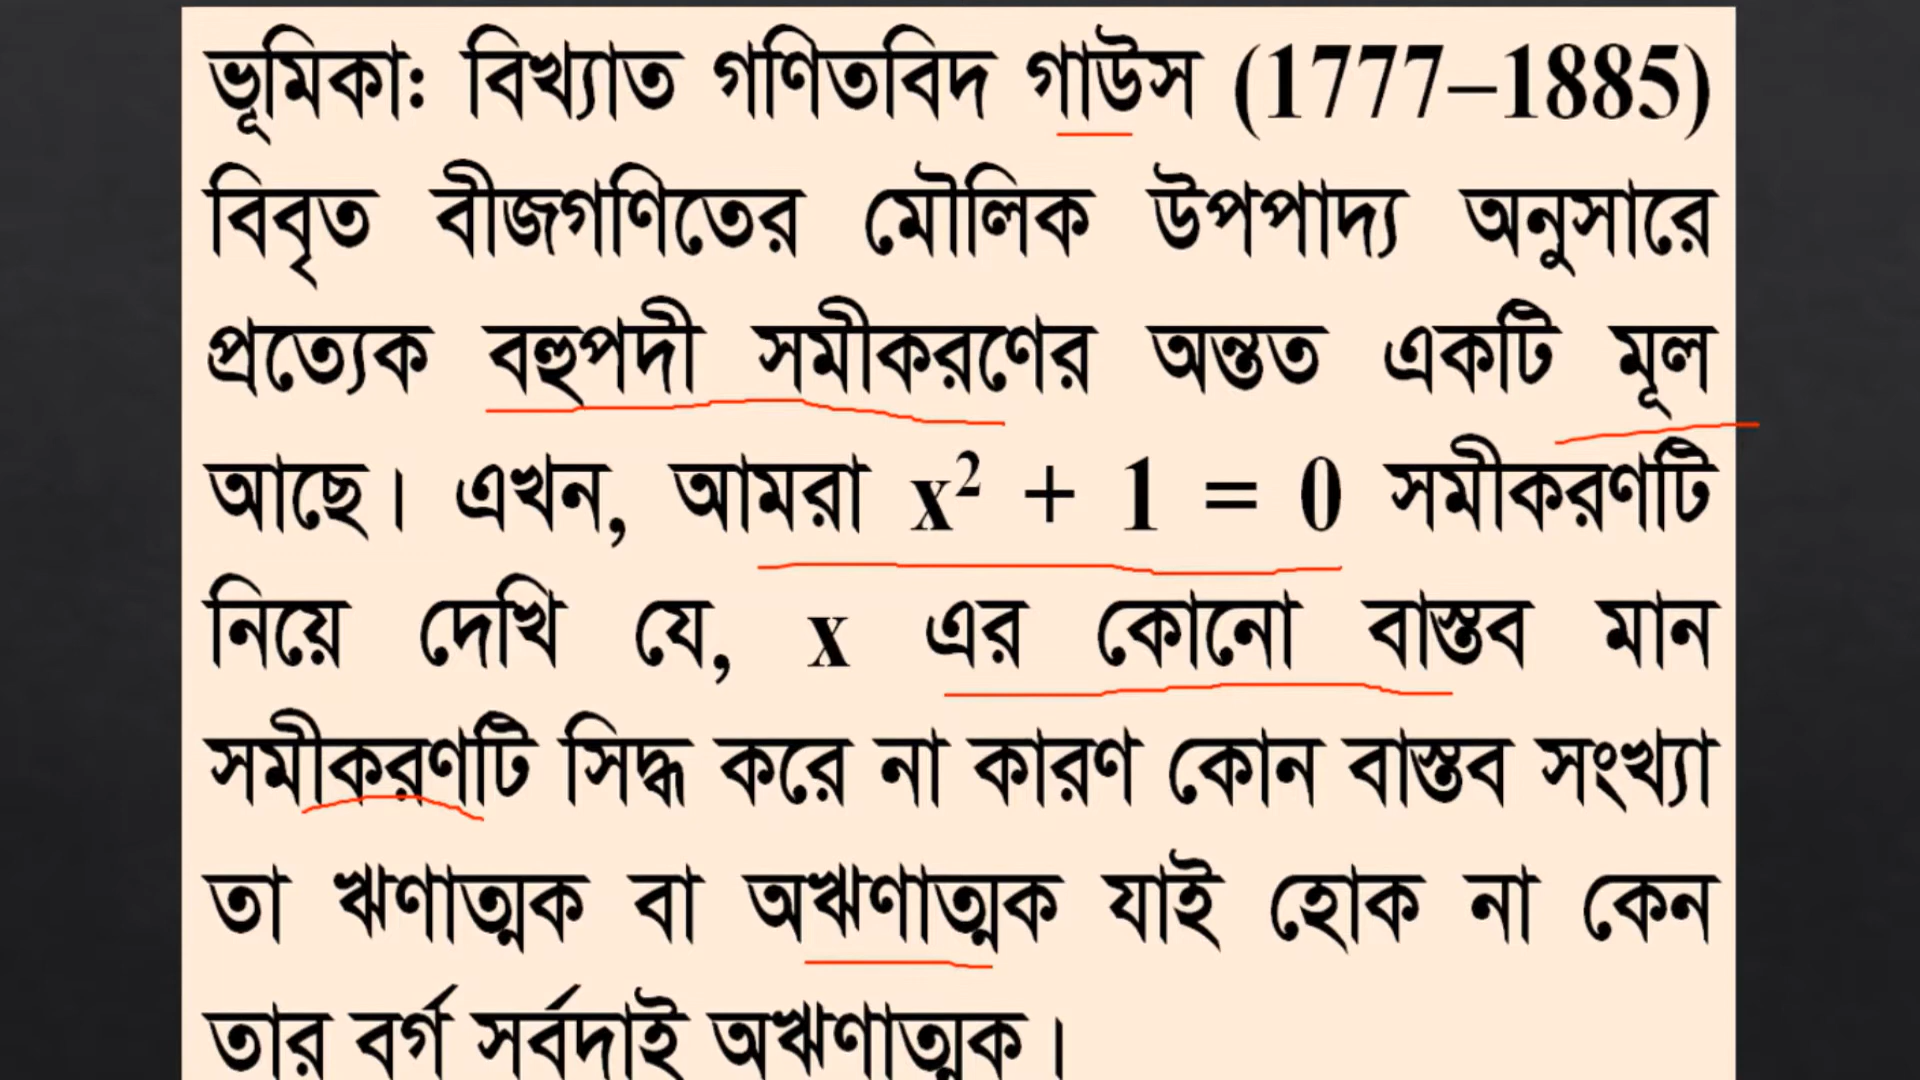 ভূমিকাঃ বিখ্যাত গণিতবিদ গাউস (1777–1885)
বিবৃত বীজগণিতের মৌলিক উপপাদ্য অনুসারে
প্রত্যেক বহুপদী সমীকরণের অন্তত একটি মূল
আছে। এখন, আমরা x² + 1 = 0 সমীকরণটি
নিয়ে দেখি যে, x এর কোনো বাস্তব মান
সমীকরণটি সিদ্ধ করে না কারণ কোন বাস্তব সংখ্যা
তা ঋণাত্মক বা অঋণাত্মক যাই হোক না কেন
তার বর্গ সর্বদাই অঋণাত্মক।